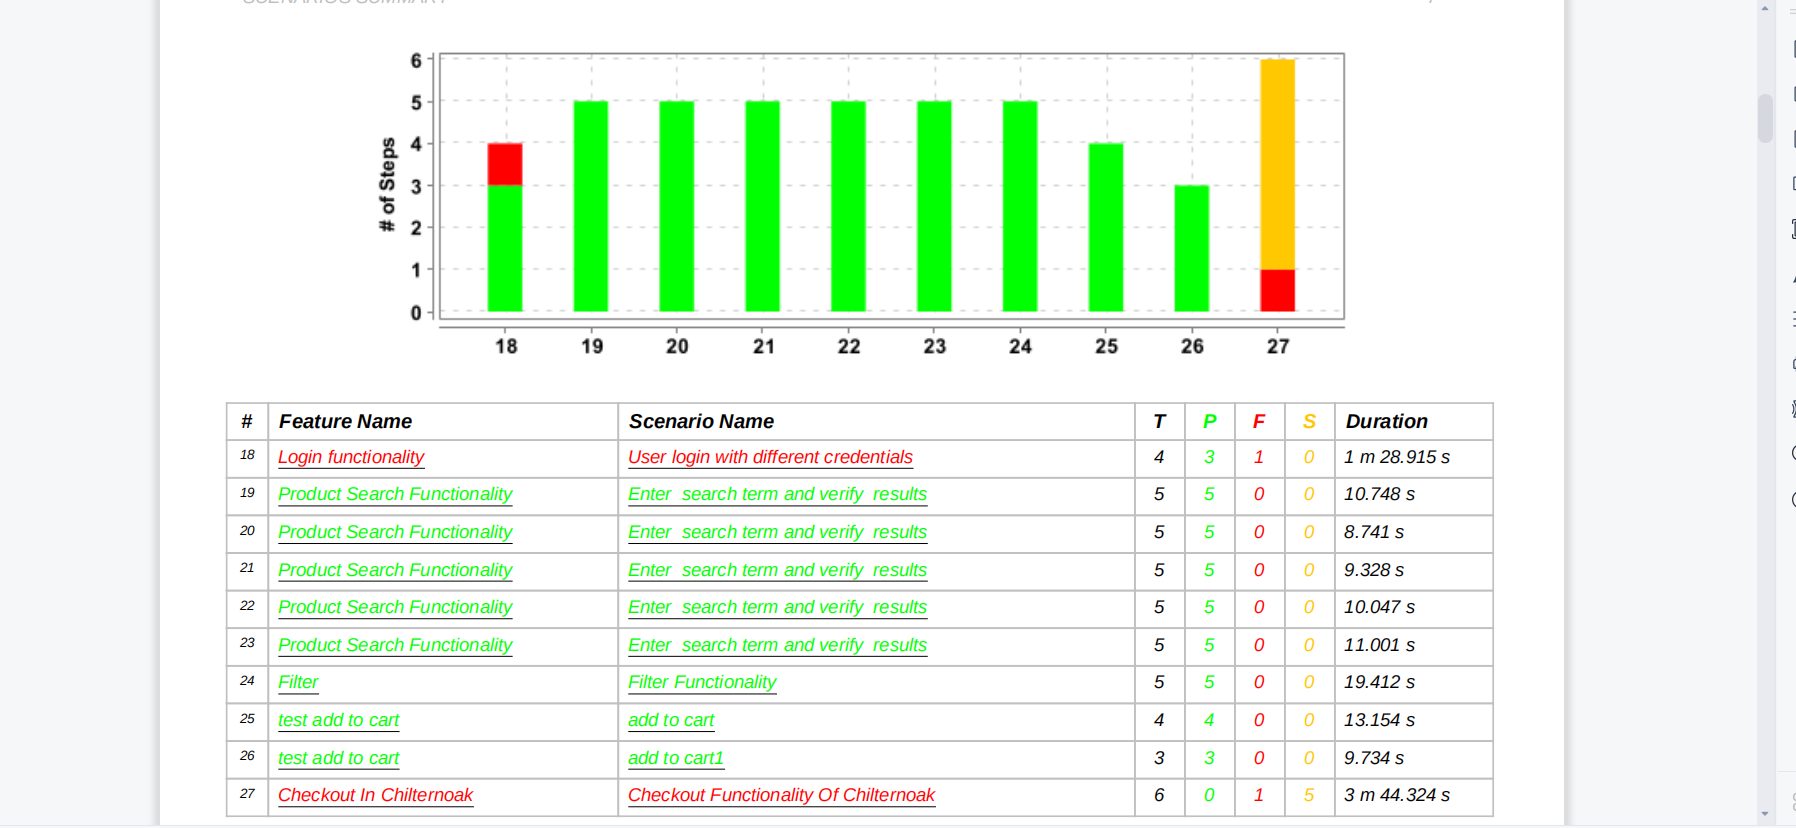 SCENARIOS SUMMARY
6
5
4
3
2
1
0
# of Steps
18 19 20 21 22 23 24 25 26 27
# Feature Name Scenario Name T P F S Duration
18 Login functionality User login with different credentials 4 3 1 0 1 m 28.915 s
19 Product Search Functionality Enter search term and verify results 5 5 0 0 10.748 s
20 Product Search Functionality Enter search term and verify results 5 5 0 0 8.741 s
21 Product Search Functionality Enter search term and verify results 5 5 0 0 9.328 s
22 Product Search Functionality Enter search term and verify results 5 5 0 0 10.047 s
23 Product Search Functionality Enter search term and verify results 5 5 0 0 11.001 s
24 Filter Filter Functionality 5 5 0 0 19.412 s
25 test add to cart add to cart 4 4 0 0 13.154 s
26 test add to cart add to cart1 3 3 0 0 9.734 s
27 Checkout In Chilternoak Checkout Functionality Of Chilternoak 6 0 1 5 3 m 44.324 s